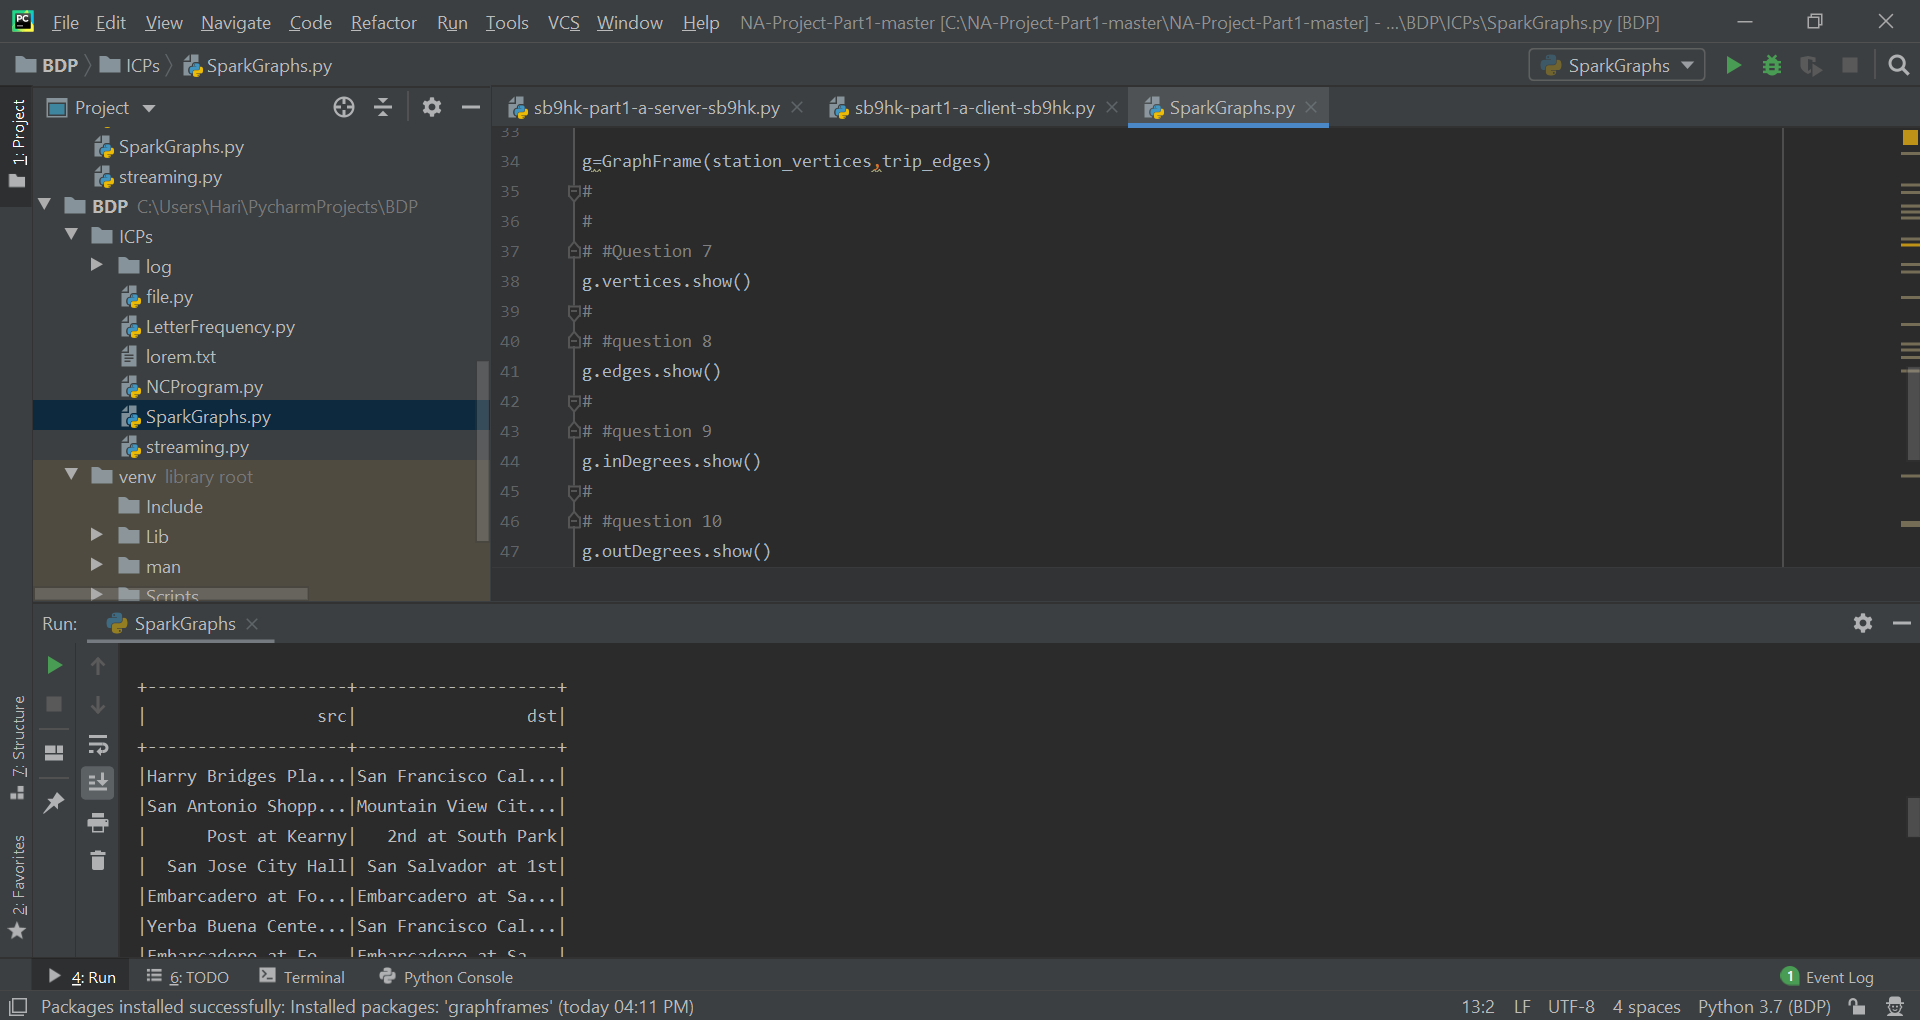 PC File Edit View Navigate Code Refactor Run Tools VCS Window Help NA-Project-Part1-master [C:\NA-Project-Part1-master\NA-Project-Part1-master] - ...\BDP\ICPs\SparkGraphs.py [BDP]
BDP ICPs SparkGraphs.py SparkGraphs
1: Project
Project sb9hk-part1-a-server-sb9hk.py sb9hk-part1-a-client-sb9hk.py SparkGraphs.py
SparkGraphs.py
streaming.py
BDP C:\Users\Hari\PycharmProjects\BDP
ICPs
log
file.py
LetterFrequency.py
lorem.txt
NCProgram.py
SparkGraphs.py
streaming.py
venv library root
Include
Lib
man
Scripts
33
34 g=GraphFrame(station_vertices,trip_edges)
35 #
36 #
37 # #Question 7
38 g.vertices.show()
39 #
40 # #question 8
41 g.edges.show()
42 #
43 # #question 9
44 g.inDegrees.show()
45 #
46 # #question 10
47 g.outDegrees.show()
Run: SparkGraphs
7: Structure
2: Favorites
+--------------------+--------------------+
|                 src|                 dst|
+--------------------+--------------------+
|Harry Bridges Pla...|San Francisco Cal...|
|San Antonio Shopp...|Mountain View Cit...|
|      Post at Kearny|   2nd at South Park|
|  San Jose City Hall| San Salvador at 1st|
|Embarcadero at Fo...|Embarcadero at Sa...|
|Yerba Buena Cente...|San Francisco Cal...|
|Embarcadero at Fo...|Embarcadero at Sa...|
4: Run 6: TODO Terminal Python Console 1 Event Log
Packages installed successfully: Installed packages: 'graphframes' (today 04:11 PM) 13:2 LF UTF-8 4 spaces Python 3.7 (BDP)